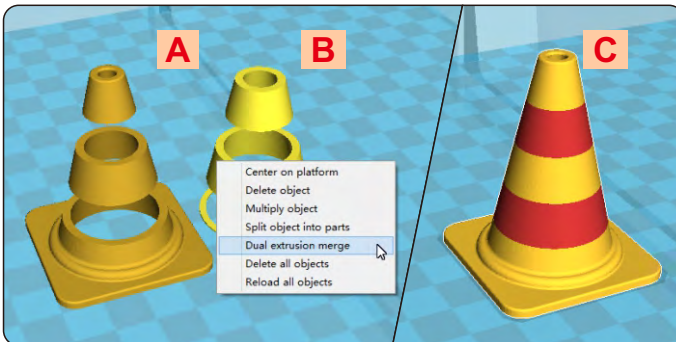 A
B
C
Center on platform
Delete object
Multiply object
Split object into parts
Dual extrusion merge
Delete all objects
Reload all objects